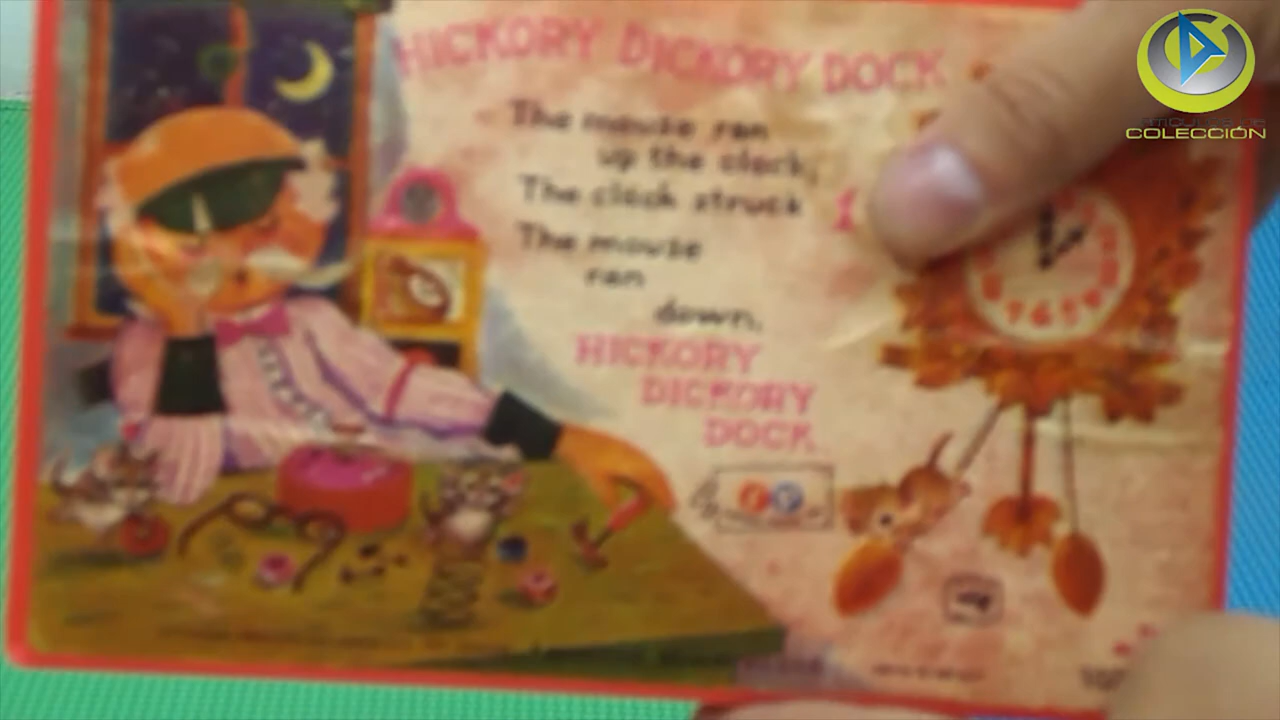 HICKORY DICKORY DOCK
The mouse ran
up the clock;
The clock struck 1
The mouse
ran
down,
HICKORY
DICKORY
DOCK.
COLECCIÓN